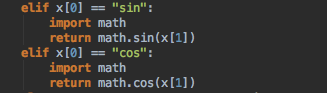 elif x[0] == "sin":
    import math
    return math.sin(x[1])
elif x[0] == "cos":
    import math
    return math.cos(x[1])